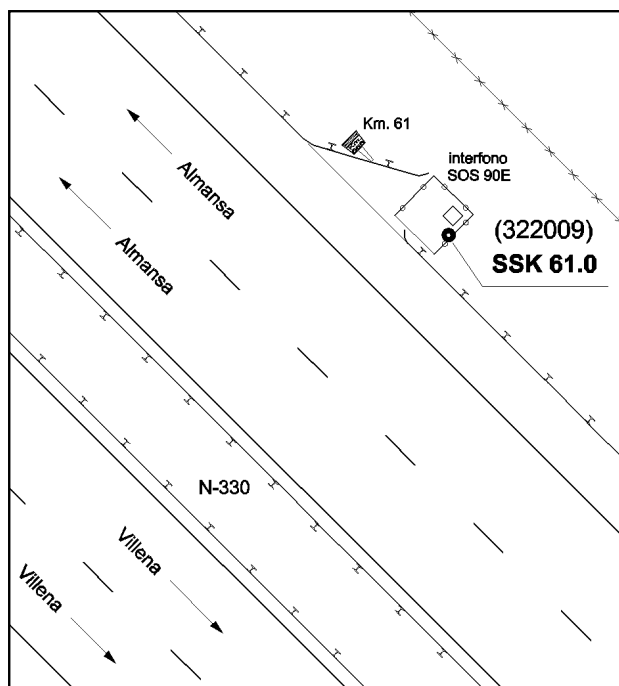 Km. 61
interfono
SOS 90E
Almansa
Almansa
(322009)
SSK 61.0
N-330
Villena
Villena